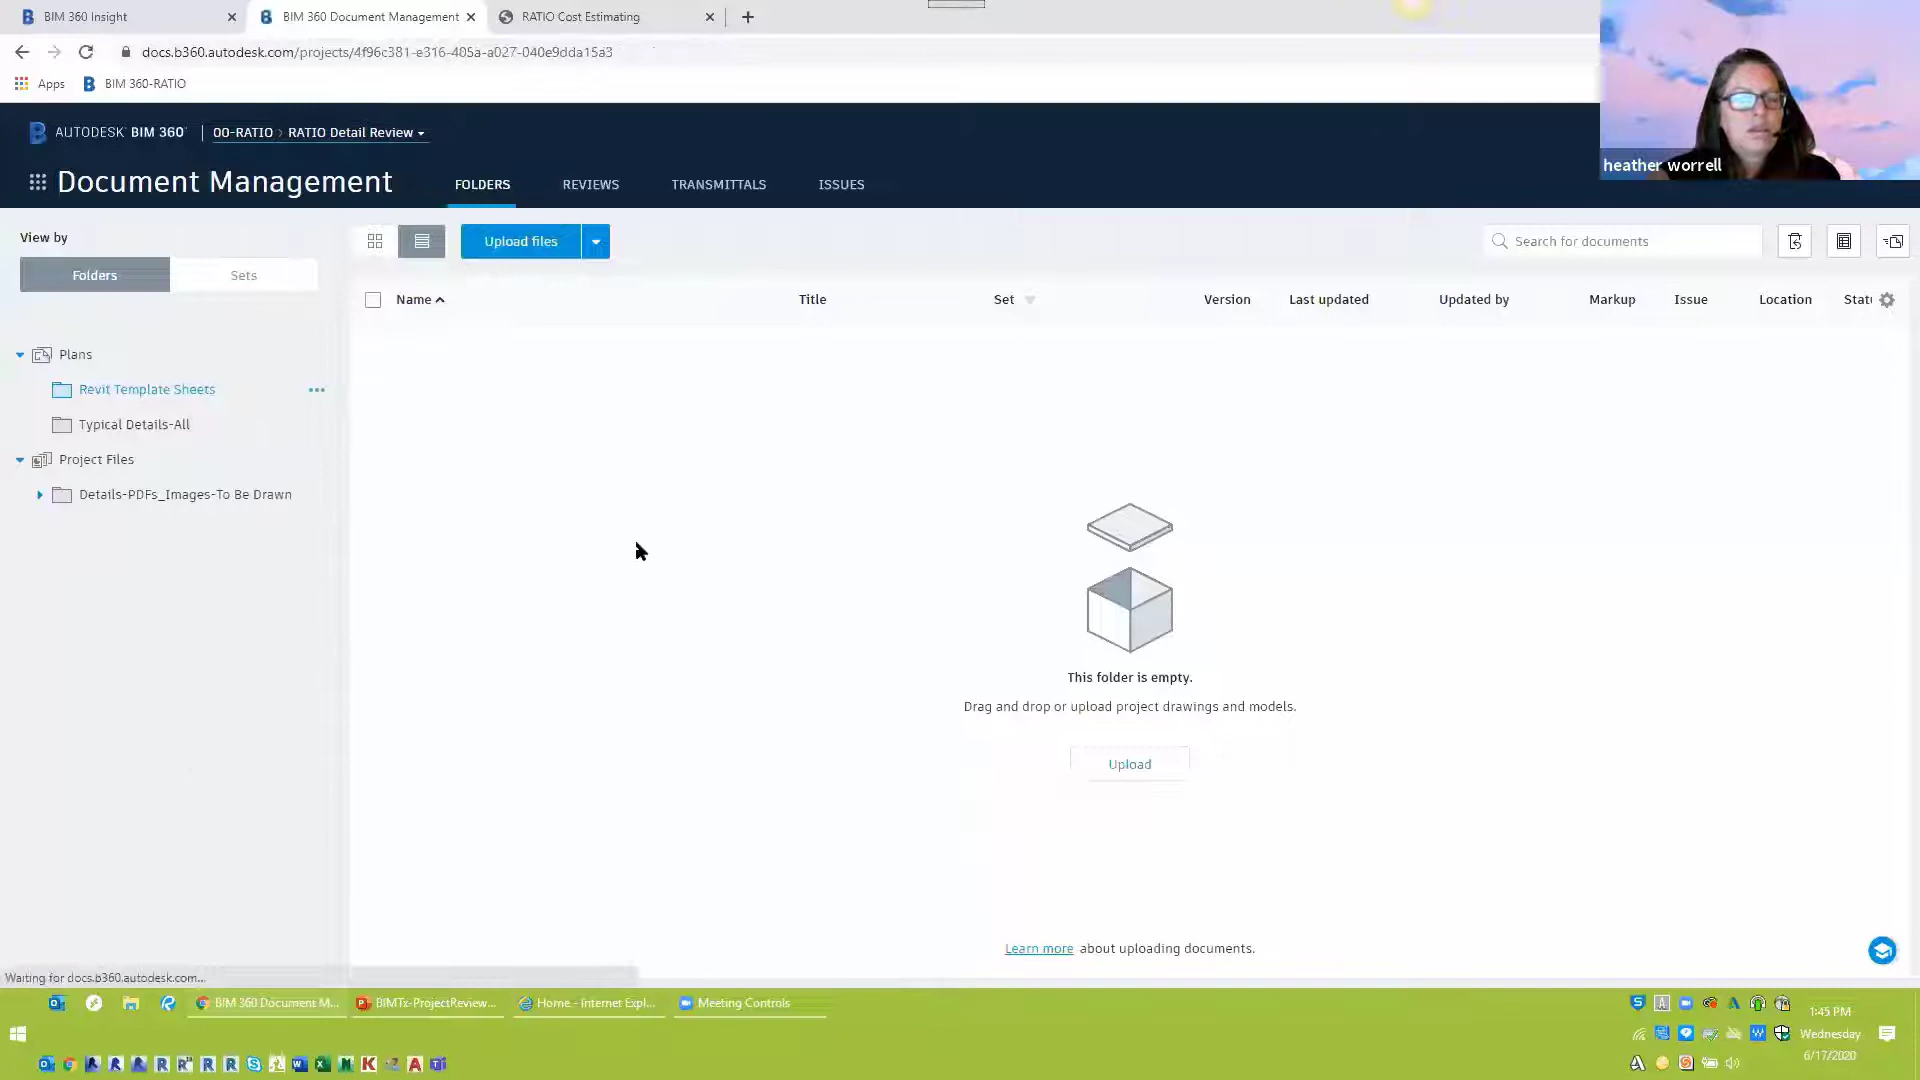 BIM 360 Insight
BIM 360 Document Management
RATIO Cost Estimating
docs.b360.autodesk.com/projects/4f96c381-e316-405a-a027-040e9dda15a3
Apps
BIM 360-RATIO
AUTODESK BIM 360
00-RATIO > RATIO Detail Review
Document Management
FOLDERS
REVIEWS
TRANSMITTALS
ISSUES
heather worrell
View by
Folders
Sets
Upload files
Search for documents
Name
Title
Set
Version
Last updated
Updated by
Markup
Issue
Location
Statu
Plans
Revit Template Sheets
Typical Details-All
Project Files
Details-PDFs_Images-To Be Drawn
This folder is empty.
Drag and drop or upload project drawings and models.
Upload
Learn more about uploading documents.
Waiting for docs.b360.autodesk.com...
BIM 360 Document M...
BIMTx-ProjectReview...
Home - Internet Expl...
Meeting Controls
1:45 PM
Wednesday
6/17/2020